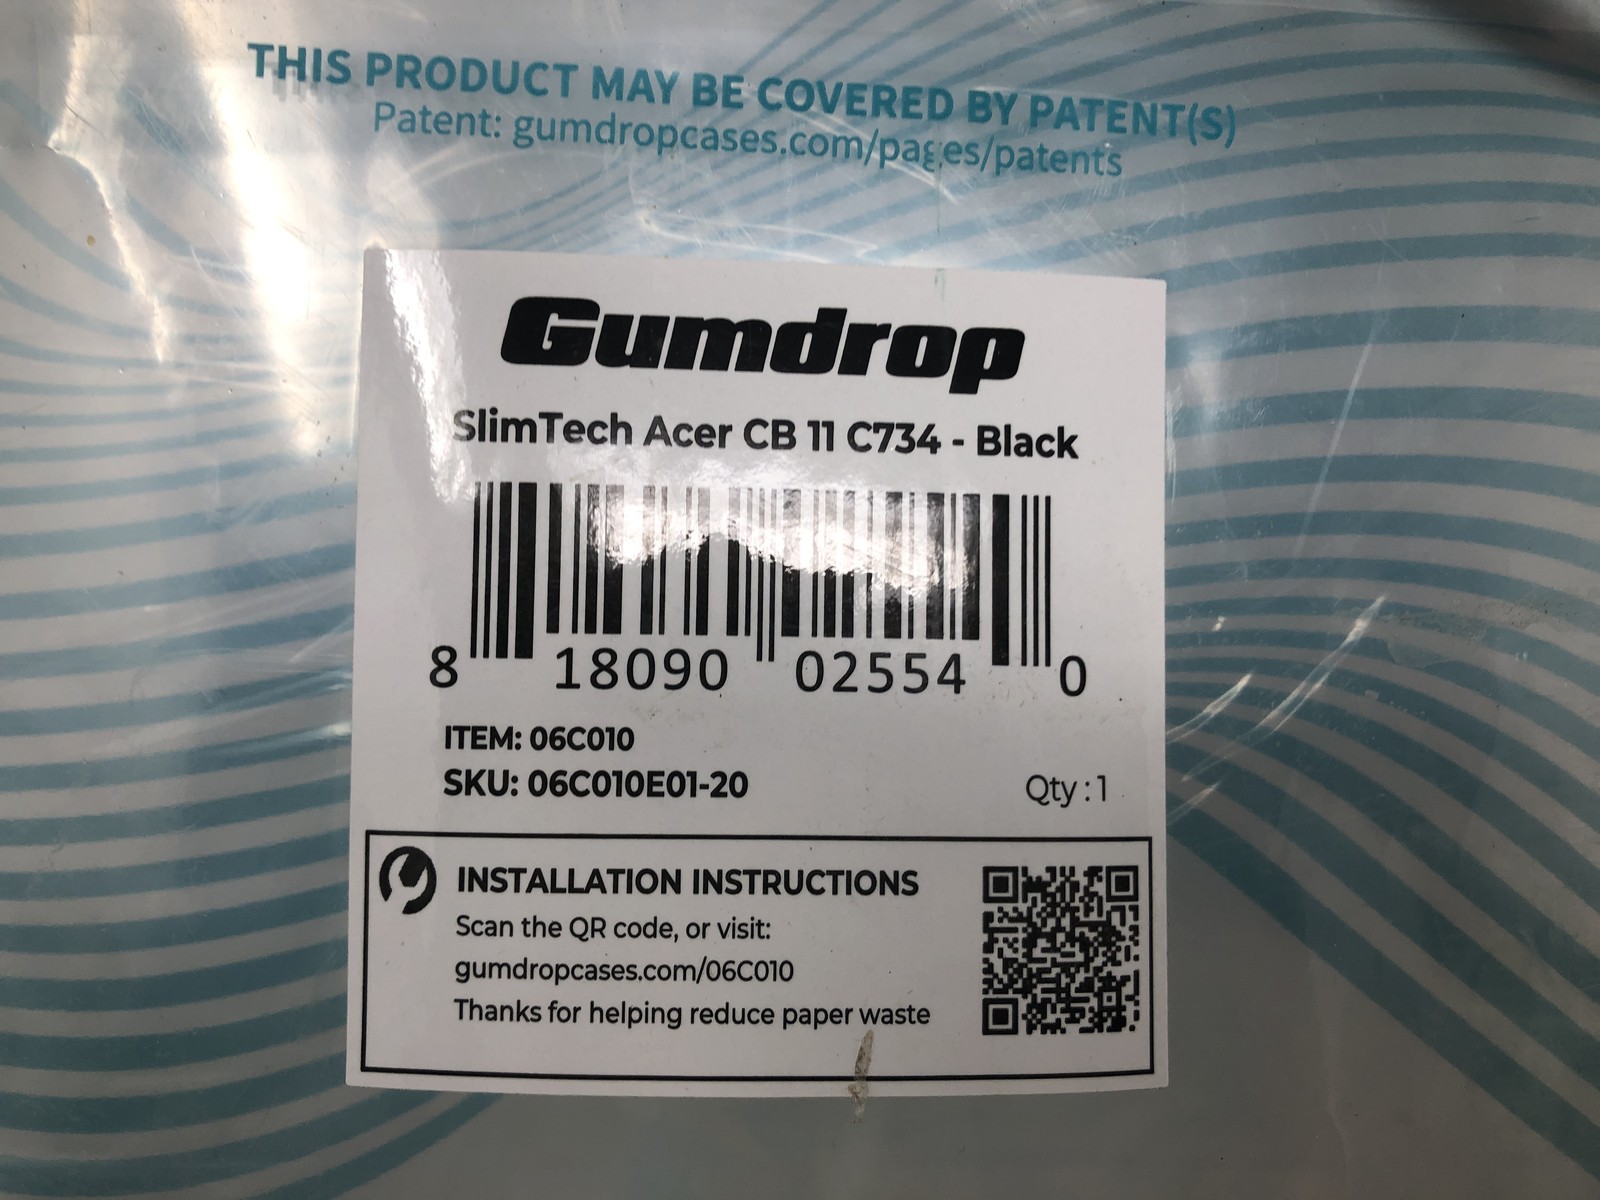 THIS PRODUCT MAY BE COVERED BY PATENT(S)
Patent: gumdropcases.com/pages/patents
Gumdrop
SlimTech Acer CB 11 C734 - Black
8 18090 02554 0
ITEM: 06C010
SKU: 06C010E01-20
Qty : 1
INSTALLATION INSTRUCTIONS
Scan the QR code, or visit:
gumdropcases.com/06C010
Thanks for helping reduce paper waste